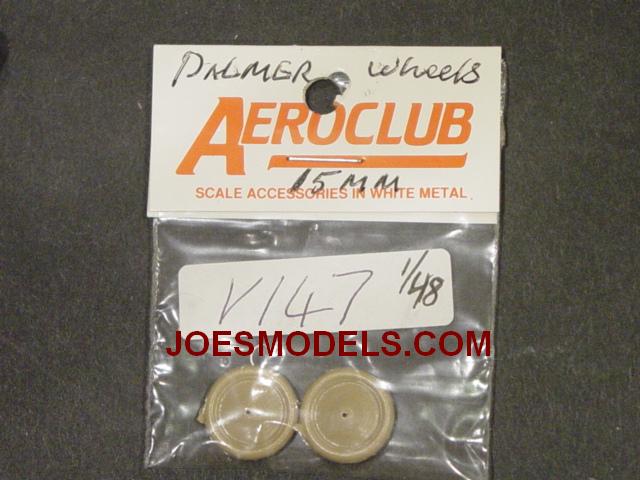 PALMER Wheels
AEROCLUB
15MM
SCALE ACCESSORIES IN WHITE METAL
V147 1/48
JOESMODELS.COM